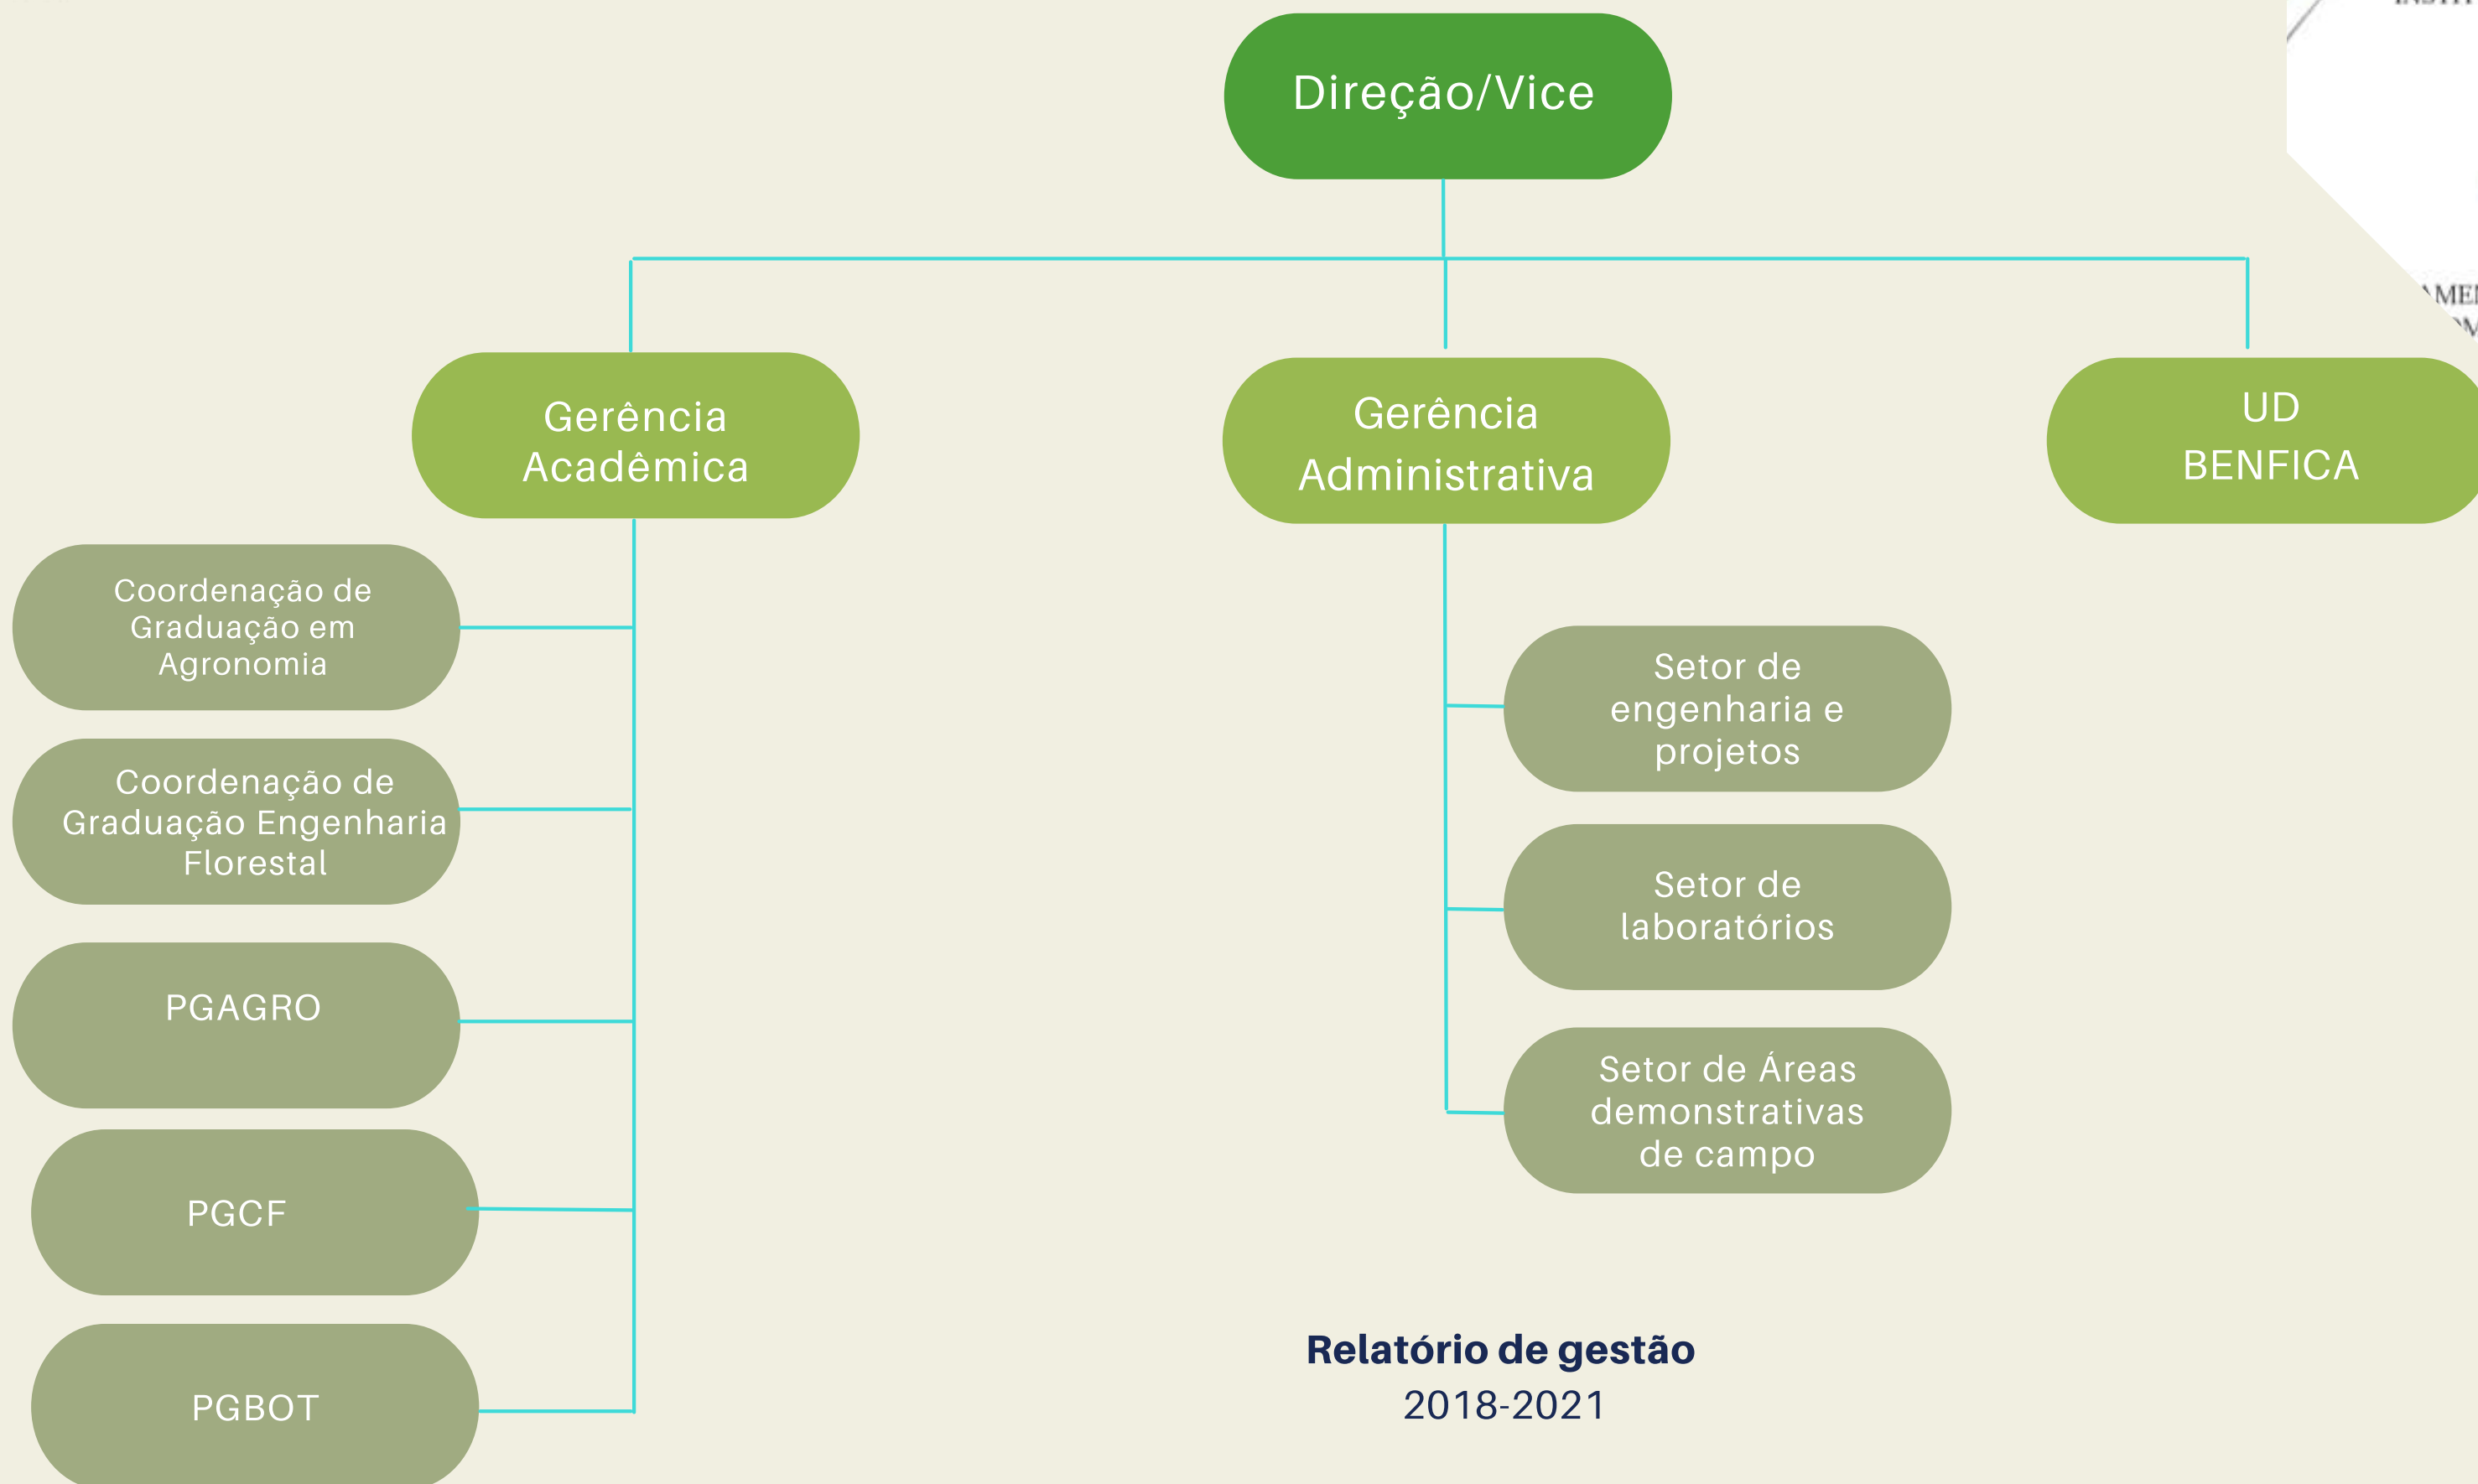 Direção/Vice
Gerência
Acadêmica
Gerência
Administrativa
UD
BENFICA
Coordenação de
Graduação em
Agronomia
Coordenação de
Graduação Engenharia
Florestal
PGAGRO
PGCF
PGBOT
Setor de
engenharia e
projetos
Setor de
laboratórios
Setor de Áreas
demonstrativas
de campo
Relatório de gestão
2018-2021